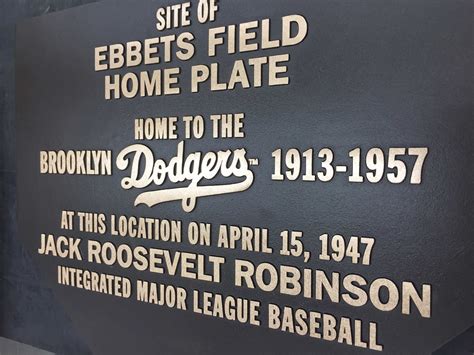 SITE OF
EBBETS FIELD
HOME PLATE
HOME TO THE
BROOKLYN Dodgers™ 1913-1957
AT THIS LOCATION ON APRIL 15, 1947
JACK ROOSEVELT ROBINSON
INTEGRATED MAJOR LEAGUE BASEBALL